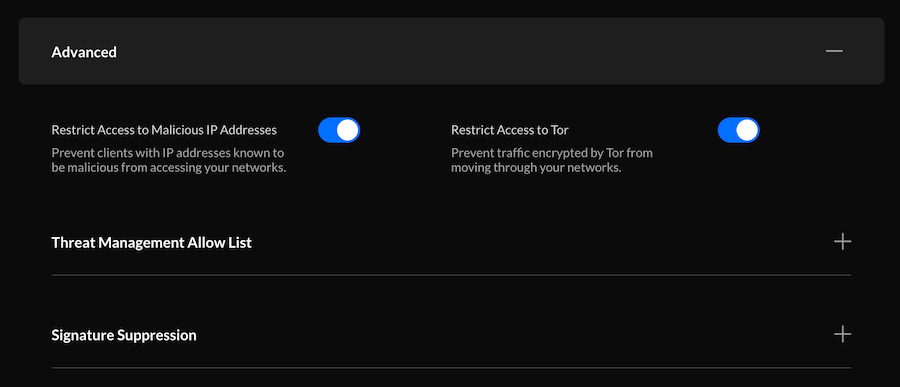 Advanced
Restrict Access to Malicious IP Addresses
Prevent clients with IP addresses known to
be malicious from accessing your networks.
Restrict Access to Tor
Prevent traffic encrypted by Tor from
moving through your networks.
Threat Management Allow List
Signature Suppression